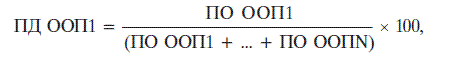 ПО ООП1
ПД ООП1 = × 100,
(ПО ООП1 + ... + ПО ООПN)